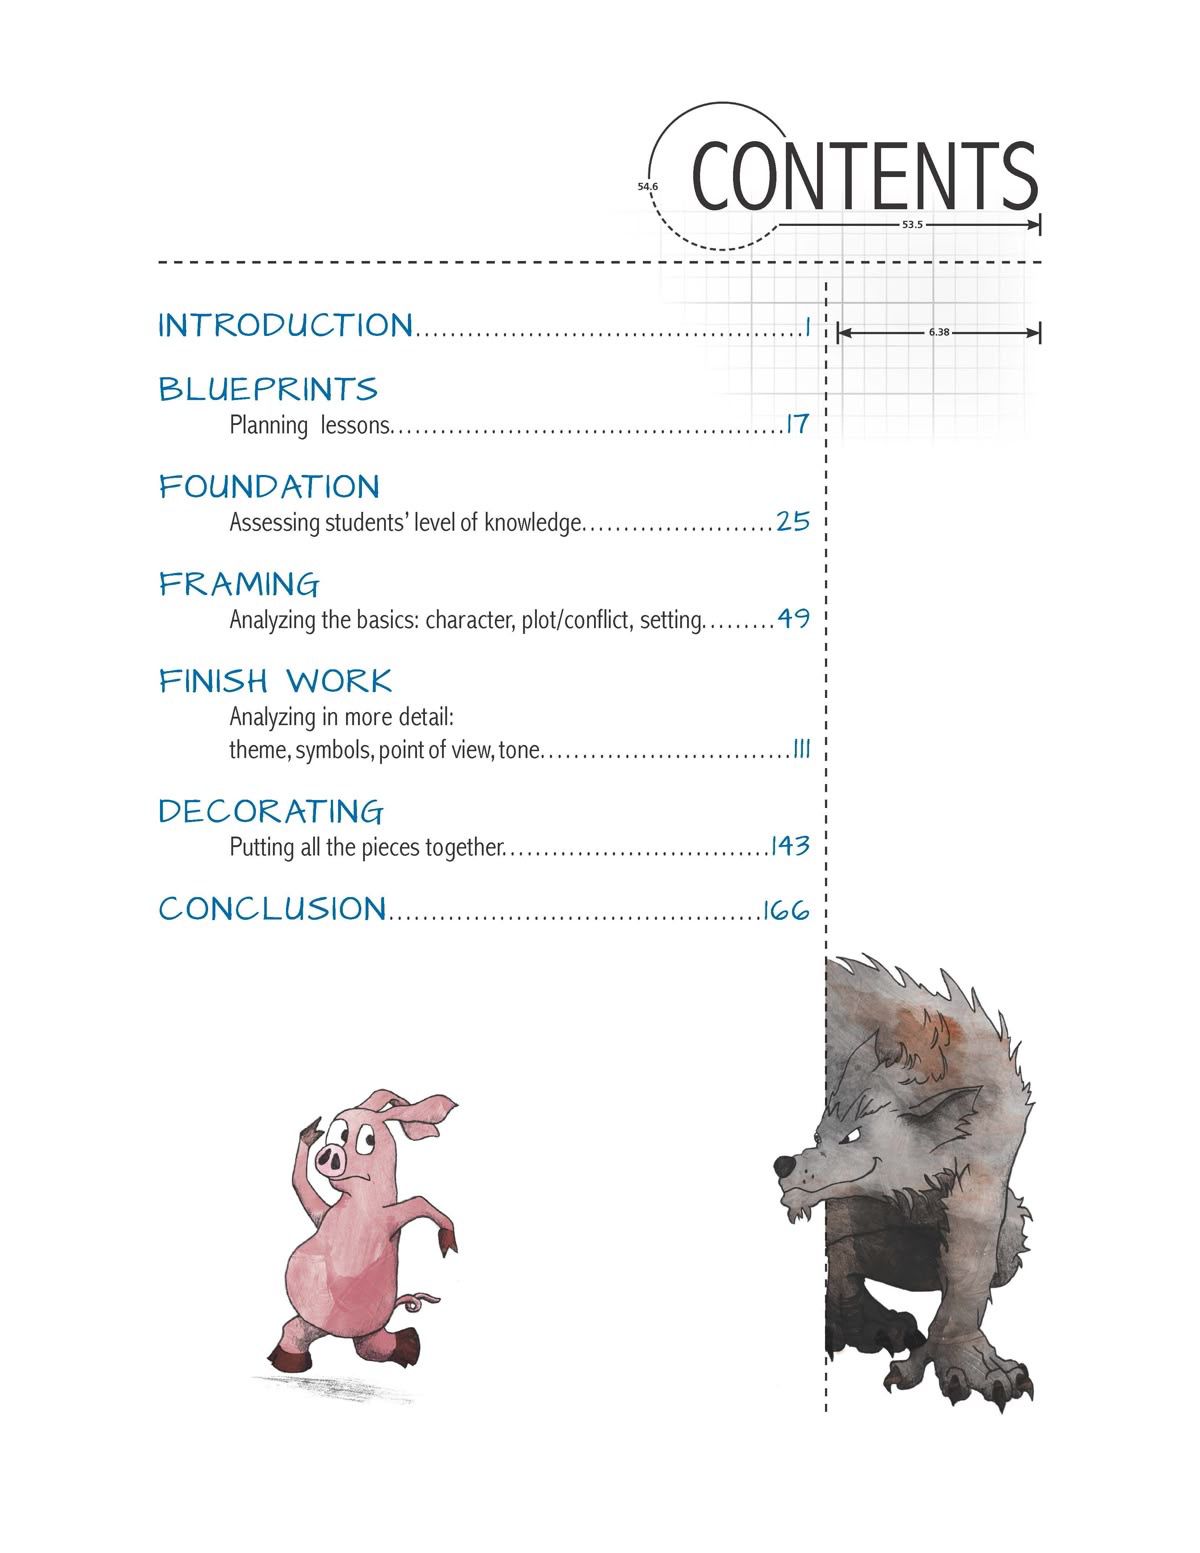 CONTENTS
54.6
53.5
INTRODUCTION........................................1
6.38
BLUEPRINTS
Planning lessons................................................17
FOUNDATION
Assessing students’ level of knowledge.......................25
FRAMING
Analyzing the basics: character, plot/conflict, setting.........49
FINISH WORK
Analyzing in more detail:
theme, symbols, point of view, tone..............................111
DECORATING
Putting all the pieces together................................143
CONCLUSION............................................166